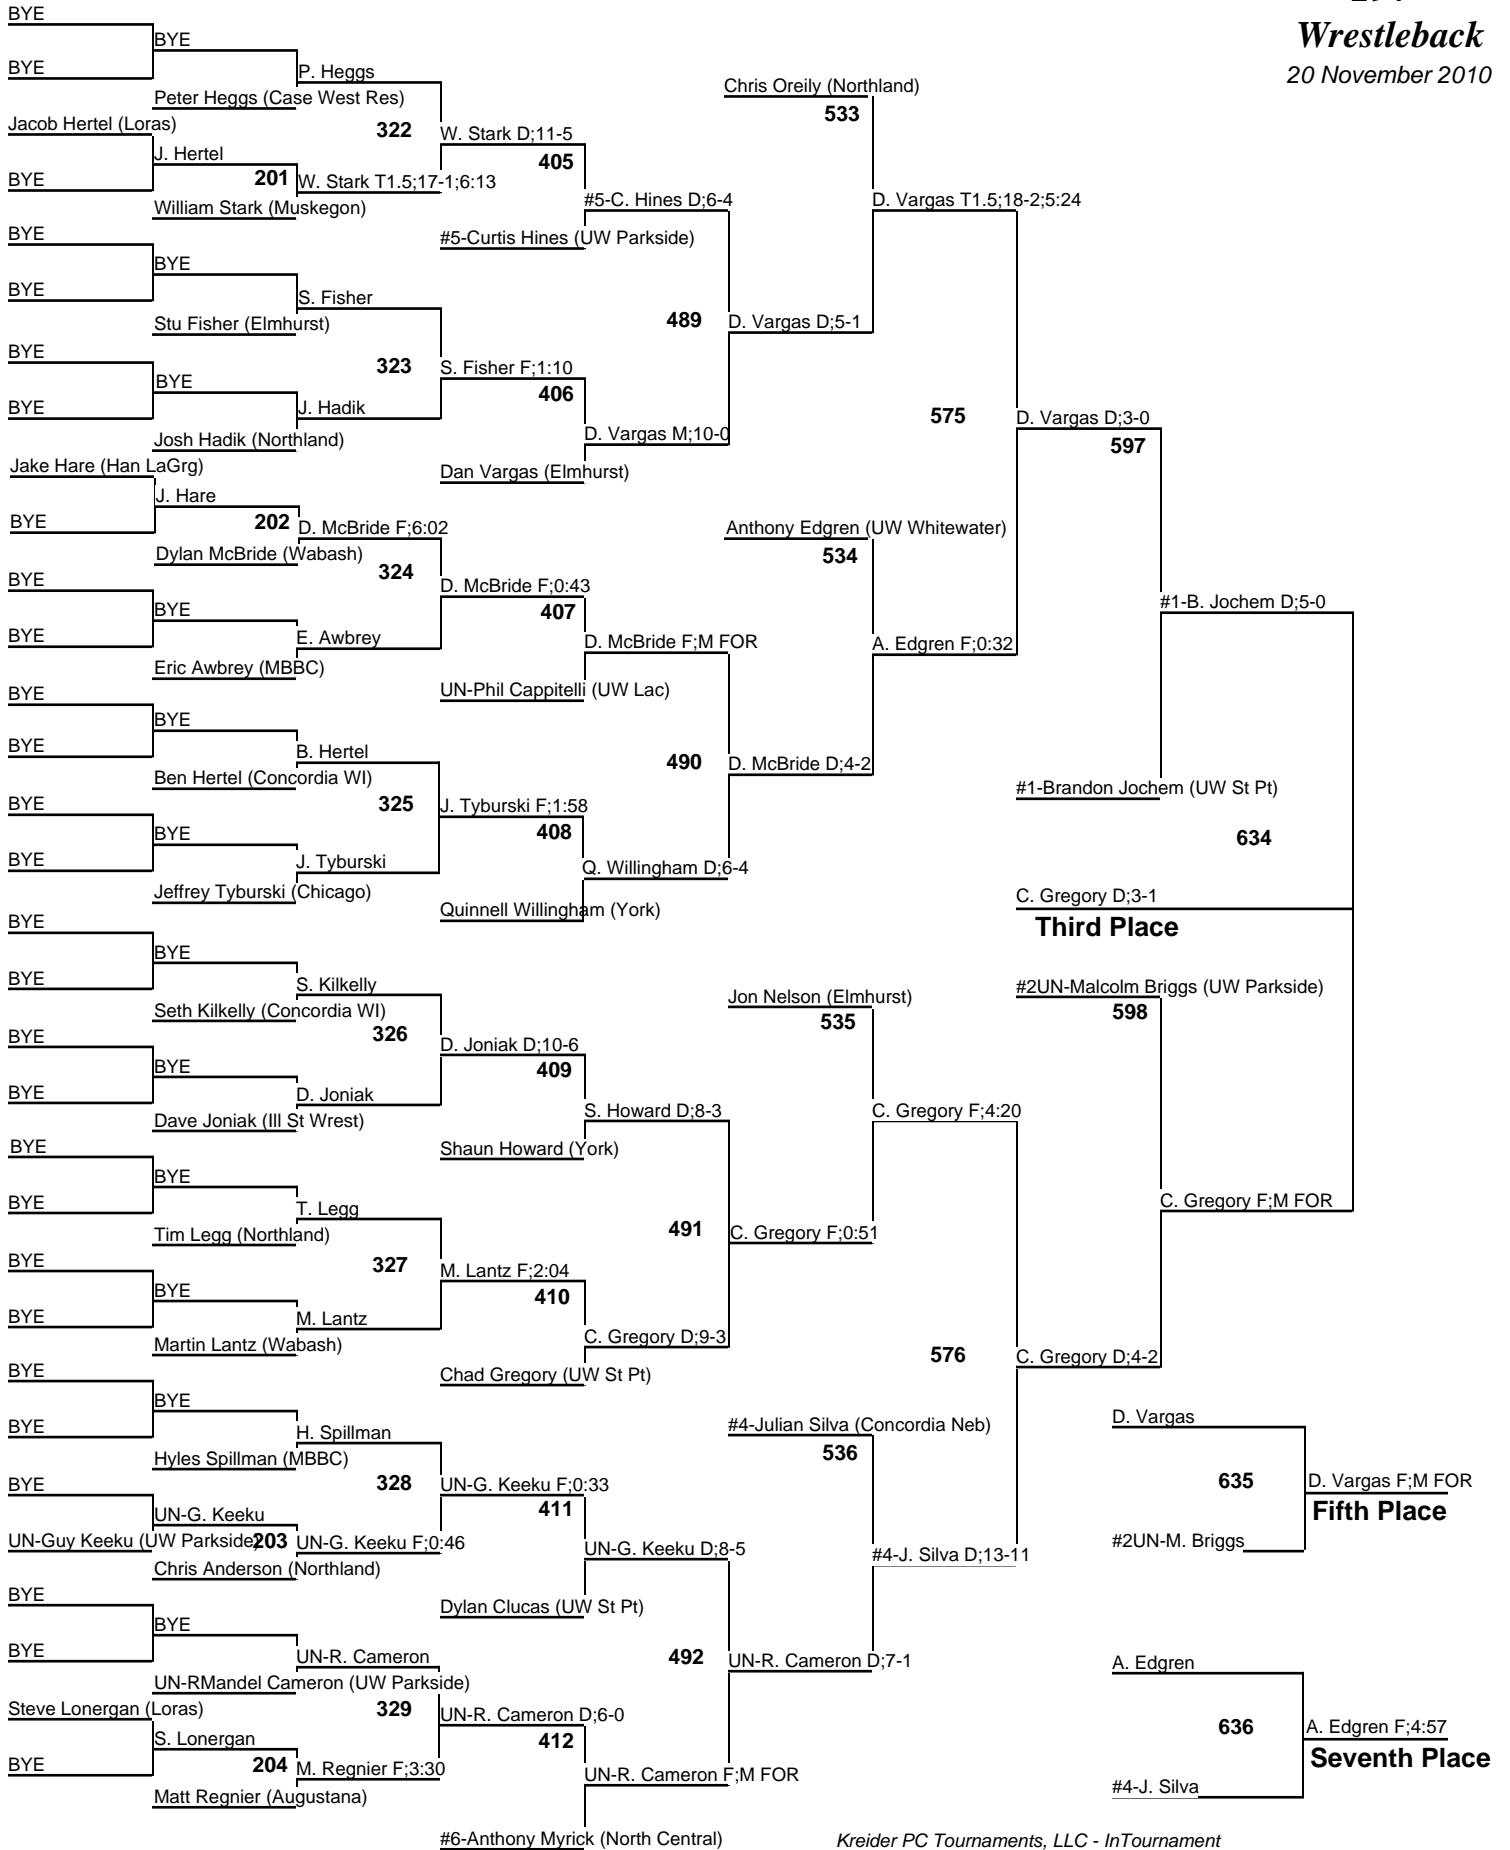 Wrestleback
20 November 2010
BYE
BYE
BYE
P. Heggs
Peter Heggs (Case West Res)
Jacob Hertel (Loras)
322
W. Stark D;11-5
J. Hertel
405
BYE
201
W. Stark T1.5;17-1;6:13
William Stark (Muskegon)
#5-C. Hines D;6-4
#5-Curtis Hines (UW Parkside)
Chris Oreily (Northland)
533
D. Vargas T1.5;18-2;5:24
BYE
BYE
BYE
S. Fisher
Stu Fisher (Elmhurst)
489
D. Vargas D;5-1
BYE
323
S. Fisher F;1:10
BYE
406
BYE
J. Hadik
Josh Hadik (Northland)
D. Vargas M;10-0
Dan Vargas (Elmhurst)
575
D. Vargas D;3-0
597
Jake Hare (Han LaGrg)
J. Hare
BYE
202
D. McBride F;6:02
Dylan McBride (Wabash)
324
Anthony Edgren (UW Whitewater)
534
BYE
D. McBride F;0:43
407
BYE
BYE
E. Awbrey
Eric Awbrey (MBBC)
D. McBride F;M FOR
UN-Phil Cappitelli (UW Lac)
A. Edgren F;0:32
#1-B. Jochem D;5-0
BYE
BYE
BYE
B. Hertel
Ben Hertel (Concordia WI)
490
D. McBride D;4-2
#1-Brandon Jochem (UW St Pt)
BYE
325
J. Tyburski F;1:58
408
BYE
BYE
J. Tyburski
Jeffrey Tyburski (Chicago)
Q. Willingham D;6-4
Quinnell Willingham (York)
634
C. Gregory D;3-1
Third Place
BYE
BYE
BYE
S. Kilkelly
Seth Kilkelly (Concordia WI)
326
Jon Nelson (Elmhurst)
535
#2UN-Malcolm Briggs (UW Parkside)
598
BYE
D. Joniak D;10-6
409
BYE
BYE
D. Joniak
Dave Joniak (Ill St Wrest)
S. Howard D;8-3
Shaun Howard (York)
C. Gregory F;4:20
BYE
BYE
BYE
T. Legg
Tim Legg (Northland)
491
C. Gregory F;0:51
C. Gregory F;M FOR
BYE
327
M. Lantz F;2:04
410
BYE
BYE
M. Lantz
Martin Lantz (Wabash)
C. Gregory D;9-3
Chad Gregory (UW St Pt)
576
C. Gregory D;4-2
BYE
BYE
BYE
H. Spillman
Hyles Spillman (MBBC)
#4-Julian Silva (Concordia Neb)
536
D. Vargas
BYE
328
UN-G. Keeku F;0:33
411
635
D. Vargas F;M FOR
Fifth Place
UN-G. Keeku
UN-Guy Keeku (UW Parkside)
203
UN-G. Keeku F;0:46
Chris Anderson (Northland)
UN-G. Keeku D;8-5
Dylan Clucas (UW St Pt)
#4-J. Silva D;13-11
#2UN-M. Briggs
BYE
BYE
BYE
UN-R. Cameron
UN-RMandel Cameron (UW Parkside)
492
UN-R. Cameron D;7-1
A. Edgren
Steve Lonergan (Loras)
329
UN-R. Cameron D;6-0
412
636
A. Edgren F;4:57
Seventh Place
S. Lonergan
BYE
204
M. Regnier F;3:30
Matt Regnier (Augustana)
UN-R. Cameron F;M FOR
#4-J. Silva
#6-Anthony Myrick (North Central)
Kreider PC Tournaments, LLC - InTournament